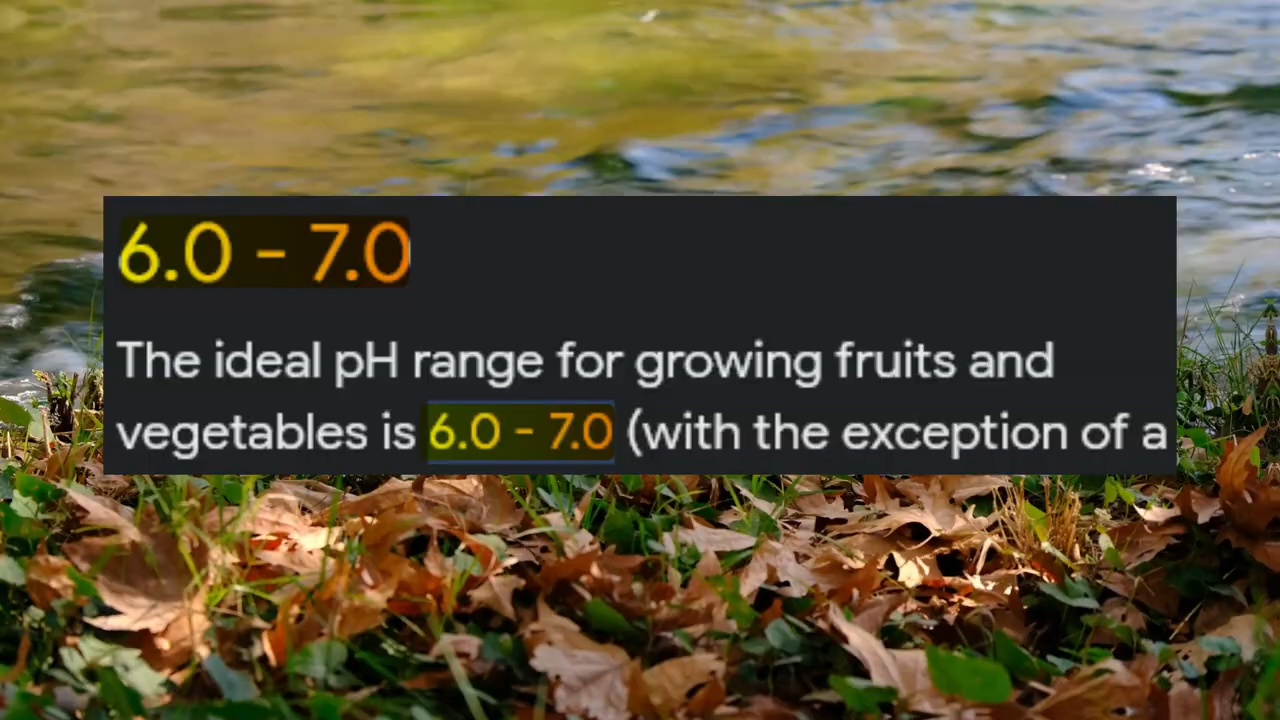 6.0 - 7.0
The ideal pH range for growing fruits and
vegetables is 6.0 - 7.0 (with the exception of a